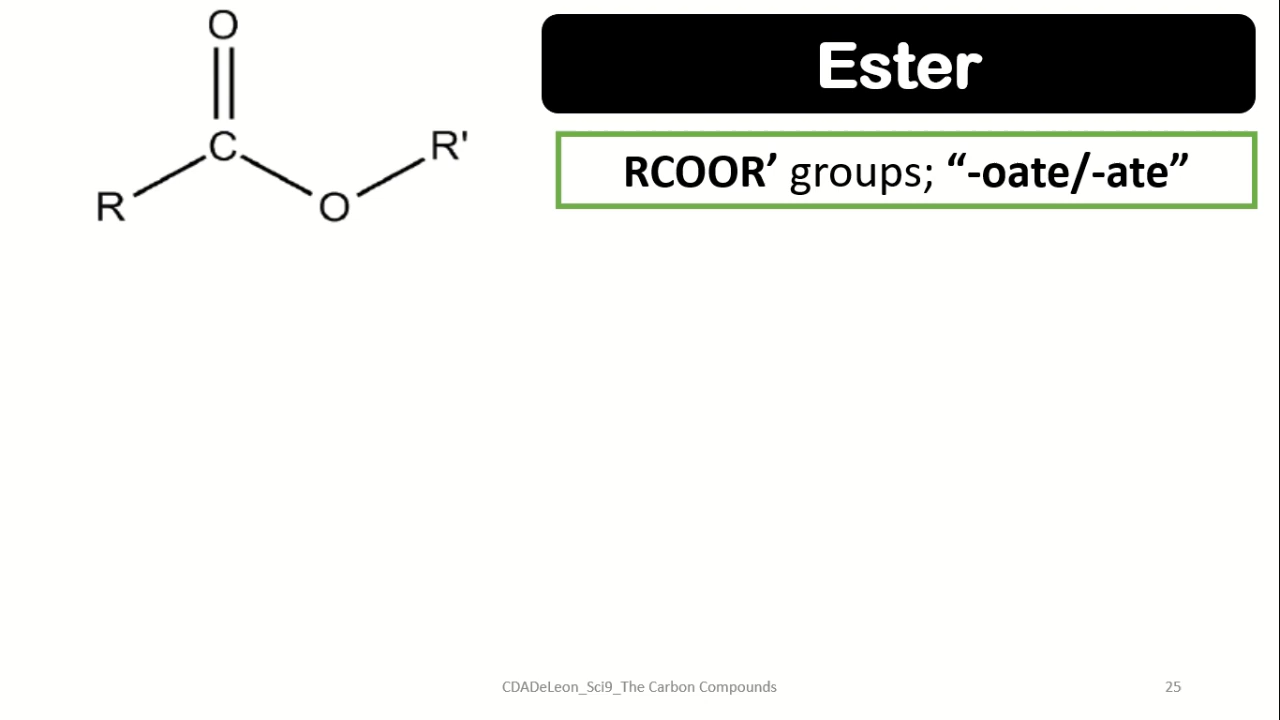 O
C
R'
R
O
Ester
RCOOR’ groups; “-oate/-ate”
CDADeLeon_Sci9_The Carbon Compounds
25